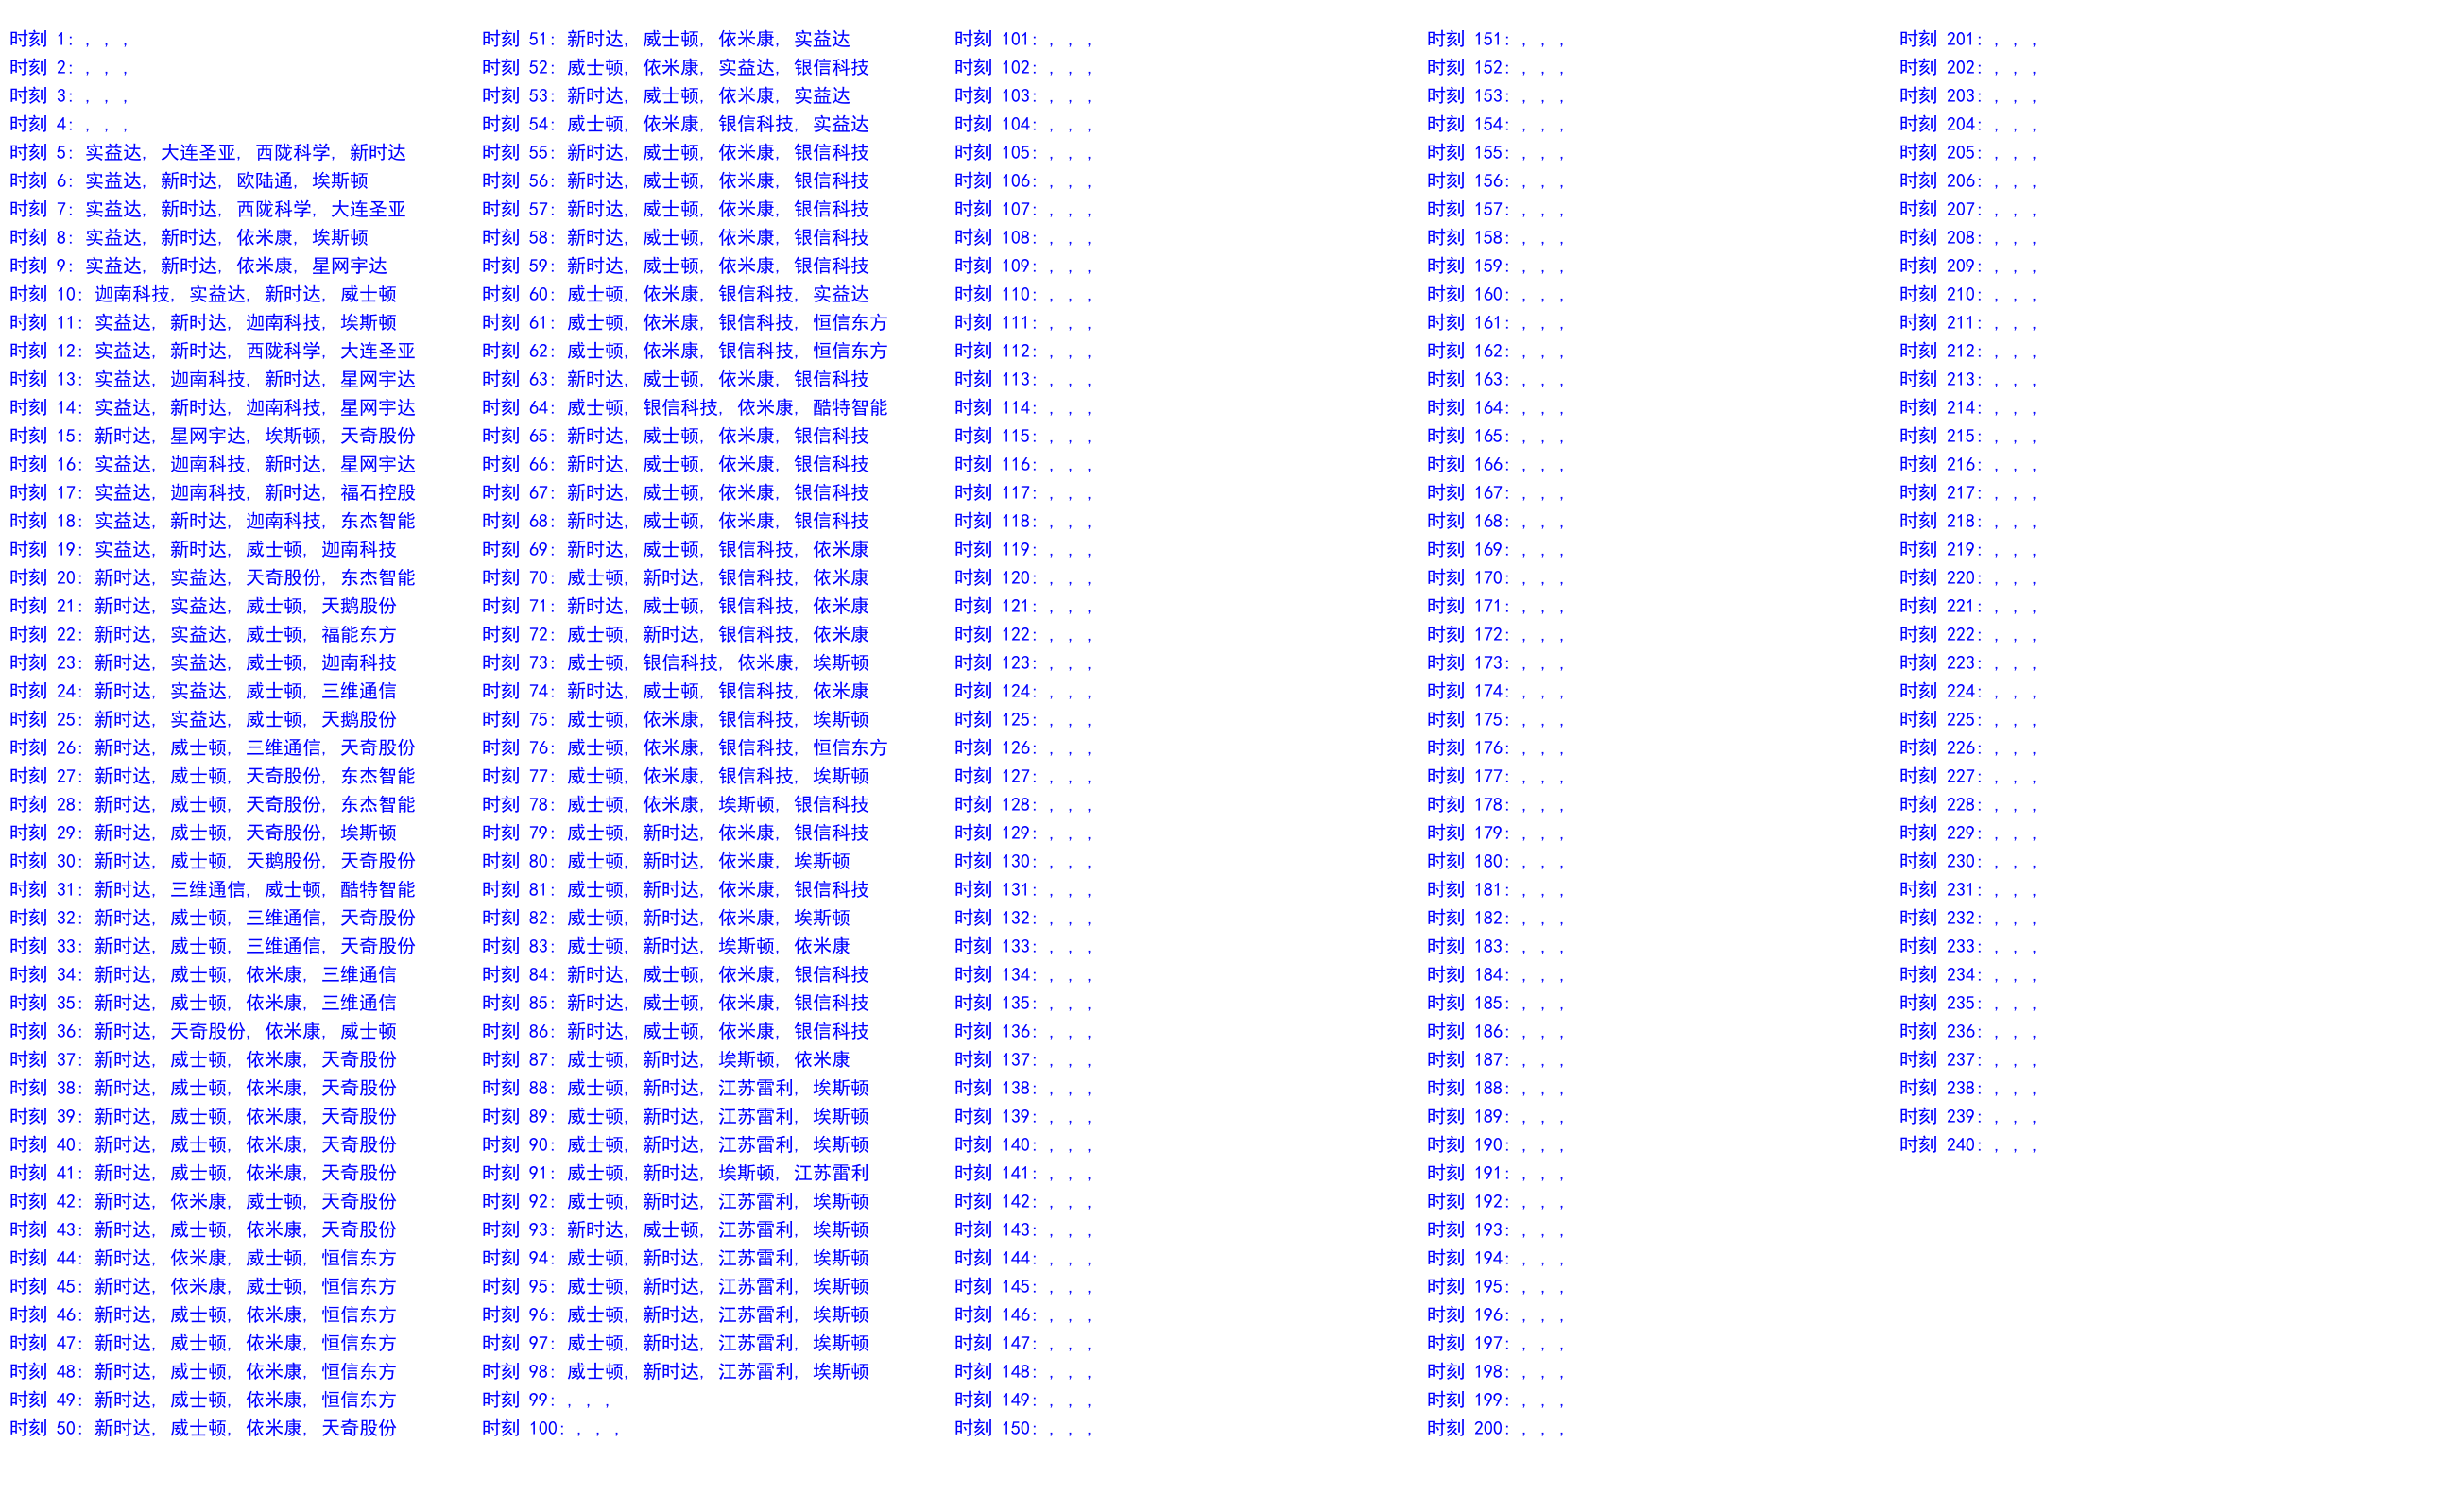 时刻 1: , , ,
时刻 2: , , ,
时刻 3: , , ,
时刻 4: , , ,
时刻 5: 实益达, 大连圣亚, 西陇科学, 新时达
时刻 6: 实益达, 新时达, 欧陆通, 埃斯顿
时刻 7: 实益达, 新时达, 西陇科学, 大连圣亚
时刻 8: 实益达, 新时达, 依米康, 埃斯顿
时刻 9: 实益达, 新时达, 依米康, 星网宇达
时刻 10: 迦南科技, 实益达, 新时达, 威士顿
时刻 11: 实益达, 新时达, 迦南科技, 埃斯顿
时刻 12: 实益达, 新时达, 西陇科学, 大连圣亚
时刻 13: 实益达, 迦南科技, 新时达, 星网宇达
时刻 14: 实益达, 新时达, 迦南科技, 星网宇达
时刻 15: 新时达, 星网宇达, 埃斯顿, 天奇股份
时刻 16: 实益达, 迦南科技, 新时达, 星网宇达
时刻 17: 实益达, 迦南科技, 新时达, 福石控股
时刻 18: 实益达, 新时达, 迦南科技, 东杰智能
时刻 19: 实益达, 新时达, 威士顿, 迦南科技
时刻 20: 新时达, 实益达, 天奇股份, 东杰智能
时刻 21: 新时达, 实益达, 威士顿, 天鹅股份
时刻 22: 新时达, 实益达, 威士顿, 福能东方
时刻 23: 新时达, 实益达, 威士顿, 迦南科技
时刻 24: 新时达, 实益达, 威士顿, 三维通信
时刻 25: 新时达, 实益达, 威士顿, 天鹅股份
时刻 26: 新时达, 威士顿, 三维通信, 天奇股份
时刻 27: 新时达, 威士顿, 天奇股份, 东杰智能
时刻 28: 新时达, 威士顿, 天奇股份, 东杰智能
时刻 29: 新时达, 威士顿, 天奇股份, 埃斯顿
时刻 30: 新时达, 威士顿, 天鹅股份, 天奇股份
时刻 31: 新时达, 三维通信, 威士顿, 酷特智能
时刻 32: 新时达, 威士顿, 三维通信, 天奇股份
时刻 33: 新时达, 威士顿, 三维通信, 天奇股份
时刻 34: 新时达, 威士顿, 依米康, 三维通信
时刻 35: 新时达, 威士顿, 依米康, 三维通信
时刻 36: 新时达, 天奇股份, 依米康, 威士顿
时刻 37: 新时达, 威士顿, 依米康, 天奇股份
时刻 38: 新时达, 威士顿, 依米康, 天奇股份
时刻 39: 新时达, 威士顿, 依米康, 天奇股份
时刻 40: 新时达, 威士顿, 依米康, 天奇股份
时刻 41: 新时达, 威士顿, 依米康, 天奇股份
时刻 42: 新时达, 依米康, 威士顿, 天奇股份
时刻 43: 新时达, 威士顿, 依米康, 天奇股份
时刻 44: 新时达, 依米康, 威士顿, 恒信东方
时刻 45: 新时达, 依米康, 威士顿, 恒信东方
时刻 46: 新时达, 威士顿, 依米康, 恒信东方
时刻 47: 新时达, 威士顿, 依米康, 恒信东方
时刻 48: 新时达, 威士顿, 依米康, 恒信东方
时刻 49: 新时达, 威士顿, 依米康, 恒信东方
时刻 50: 新时达, 威士顿, 依米康, 天奇股份
时刻 51: 新时达, 威士顿, 依米康, 实益达
时刻 52: 威士顿, 依米康, 实益达, 银信科技
时刻 53: 新时达, 威士顿, 依米康, 实益达
时刻 54: 威士顿, 依米康, 银信科技, 实益达
时刻 55: 新时达, 威士顿, 依米康, 银信科技
时刻 56: 新时达, 威士顿, 依米康, 银信科技
时刻 57: 新时达, 威士顿, 依米康, 银信科技
时刻 58: 新时达, 威士顿, 依米康, 银信科技
时刻 59: 新时达, 威士顿, 依米康, 银信科技
时刻 60: 威士顿, 依米康, 银信科技, 实益达
时刻 61: 威士顿, 依米康, 银信科技, 恒信东方
时刻 62: 威士顿, 依米康, 银信科技, 恒信东方
时刻 63: 新时达, 威士顿, 依米康, 银信科技
时刻 64: 威士顿, 银信科技, 依米康, 酷特智能
时刻 65: 新时达, 威士顿, 依米康, 银信科技
时刻 66: 新时达, 威士顿, 依米康, 银信科技
时刻 67: 新时达, 威士顿, 依米康, 银信科技
时刻 68: 新时达, 威士顿, 依米康, 银信科技
时刻 69: 新时达, 威士顿, 银信科技, 依米康
时刻 70: 威士顿, 新时达, 银信科技, 依米康
时刻 71: 新时达, 威士顿, 银信科技, 依米康
时刻 72: 威士顿, 新时达, 银信科技, 依米康
时刻 73: 威士顿, 银信科技, 依米康, 埃斯顿
时刻 74: 新时达, 威士顿, 银信科技, 依米康
时刻 75: 威士顿, 依米康, 银信科技, 埃斯顿
时刻 76: 威士顿, 依米康, 银信科技, 恒信东方
时刻 77: 威士顿, 依米康, 银信科技, 埃斯顿
时刻 78: 威士顿, 依米康, 埃斯顿, 银信科技
时刻 79: 威士顿, 新时达, 依米康, 银信科技
时刻 80: 威士顿, 新时达, 依米康, 埃斯顿
时刻 81: 威士顿, 新时达, 依米康, 银信科技
时刻 82: 威士顿, 新时达, 依米康, 埃斯顿
时刻 83: 威士顿, 新时达, 埃斯顿, 依米康
时刻 84: 新时达, 威士顿, 依米康, 银信科技
时刻 85: 新时达, 威士顿, 依米康, 银信科技
时刻 86: 新时达, 威士顿, 依米康, 银信科技
时刻 87: 威士顿, 新时达, 埃斯顿, 依米康
时刻 88: 威士顿, 新时达, 江苏雷利, 埃斯顿
时刻 89: 威士顿, 新时达, 江苏雷利, 埃斯顿
时刻 90: 威士顿, 新时达, 江苏雷利, 埃斯顿
时刻 91: 威士顿, 新时达, 埃斯顿, 江苏雷利
时刻 92: 威士顿, 新时达, 江苏雷利, 埃斯顿
时刻 93: 新时达, 威士顿, 江苏雷利, 埃斯顿
时刻 94: 威士顿, 新时达, 江苏雷利, 埃斯顿
时刻 95: 威士顿, 新时达, 江苏雷利, 埃斯顿
时刻 96: 威士顿, 新时达, 江苏雷利, 埃斯顿
时刻 97: 威士顿, 新时达, 江苏雷利, 埃斯顿
时刻 98: 威士顿, 新时达, 江苏雷利, 埃斯顿
时刻 99: , , ,
时刻 100: , , ,
时刻 101: , , ,
时刻 102: , , ,
时刻 103: , , ,
时刻 104: , , ,
时刻 105: , , ,
时刻 106: , , ,
时刻 107: , , ,
时刻 108: , , ,
时刻 109: , , ,
时刻 110: , , ,
时刻 111: , , ,
时刻 112: , , ,
时刻 113: , , ,
时刻 114: , , ,
时刻 115: , , ,
时刻 116: , , ,
时刻 117: , , ,
时刻 118: , , ,
时刻 119: , , ,
时刻 120: , , ,
时刻 121: , , ,
时刻 122: , , ,
时刻 123: , , ,
时刻 124: , , ,
时刻 125: , , ,
时刻 126: , , ,
时刻 127: , , ,
时刻 128: , , ,
时刻 129: , , ,
时刻 130: , , ,
时刻 131: , , ,
时刻 132: , , ,
时刻 133: , , ,
时刻 134: , , ,
时刻 135: , , ,
时刻 136: , , ,
时刻 137: , , ,
时刻 138: , , ,
时刻 139: , , ,
时刻 140: , , ,
时刻 141: , , ,
时刻 142: , , ,
时刻 143: , , ,
时刻 144: , , ,
时刻 145: , , ,
时刻 146: , , ,
时刻 147: , , ,
时刻 148: , , ,
时刻 149: , , ,
时刻 150: , , ,
时刻 151: , , ,
时刻 152: , , ,
时刻 153: , , ,
时刻 154: , , ,
时刻 155: , , ,
时刻 156: , , ,
时刻 157: , , ,
时刻 158: , , ,
时刻 159: , , ,
时刻 160: , , ,
时刻 161: , , ,
时刻 162: , , ,
时刻 163: , , ,
时刻 164: , , ,
时刻 165: , , ,
时刻 166: , , ,
时刻 167: , , ,
时刻 168: , , ,
时刻 169: , , ,
时刻 170: , , ,
时刻 171: , , ,
时刻 172: , , ,
时刻 173: , , ,
时刻 174: , , ,
时刻 175: , , ,
时刻 176: , , ,
时刻 177: , , ,
时刻 178: , , ,
时刻 179: , , ,
时刻 180: , , ,
时刻 181: , , ,
时刻 182: , , ,
时刻 183: , , ,
时刻 184: , , ,
时刻 185: , , ,
时刻 186: , , ,
时刻 187: , , ,
时刻 188: , , ,
时刻 189: , , ,
时刻 190: , , ,
时刻 191: , , ,
时刻 192: , , ,
时刻 193: , , ,
时刻 194: , , ,
时刻 195: , , ,
时刻 196: , , ,
时刻 197: , , ,
时刻 198: , , ,
时刻 199: , , ,
时刻 200: , , ,
时刻 201: , , ,
时刻 202: , , ,
时刻 203: , , ,
时刻 204: , , ,
时刻 205: , , ,
时刻 206: , , ,
时刻 207: , , ,
时刻 208: , , ,
时刻 209: , , ,
时刻 210: , , ,
时刻 211: , , ,
时刻 212: , , ,
时刻 213: , , ,
时刻 214: , , ,
时刻 215: , , ,
时刻 216: , , ,
时刻 217: , , ,
时刻 218: , , ,
时刻 219: , , ,
时刻 220: , , ,
时刻 221: , , ,
时刻 222: , , ,
时刻 223: , , ,
时刻 224: , , ,
时刻 225: , , ,
时刻 226: , , ,
时刻 227: , , ,
时刻 228: , , ,
时刻 229: , , ,
时刻 230: , , ,
时刻 231: , , ,
时刻 232: , , ,
时刻 233: , , ,
时刻 234: , , ,
时刻 235: , , ,
时刻 236: , , ,
时刻 237: , , ,
时刻 238: , , ,
时刻 239: , , ,
时刻 240: , , ,